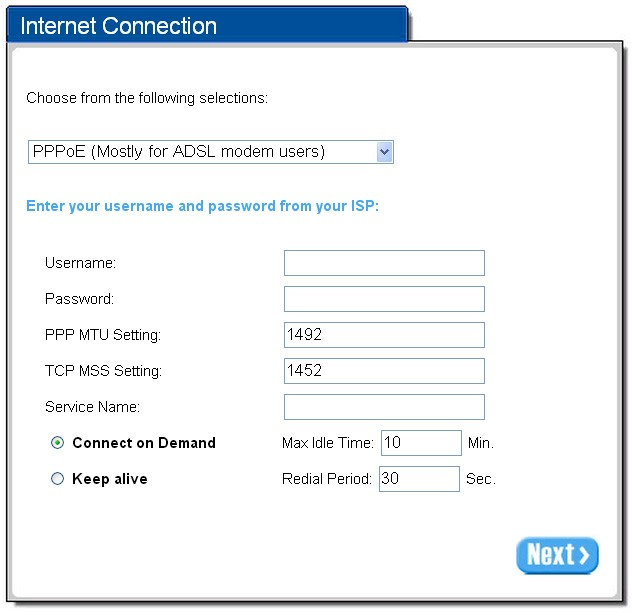 Internet Connection
Choose from the following selections:
PPPoE (Mostly for ADSL modem users)
Enter your username and password from your ISP:
Username:
Password:
PPP MTU Setting: 1492
TCP MSS Setting: 1452
Service Name:
Connect on Demand Max Idle Time: 10 Min.
Keep alive Redial Period: 30 Sec.
Next